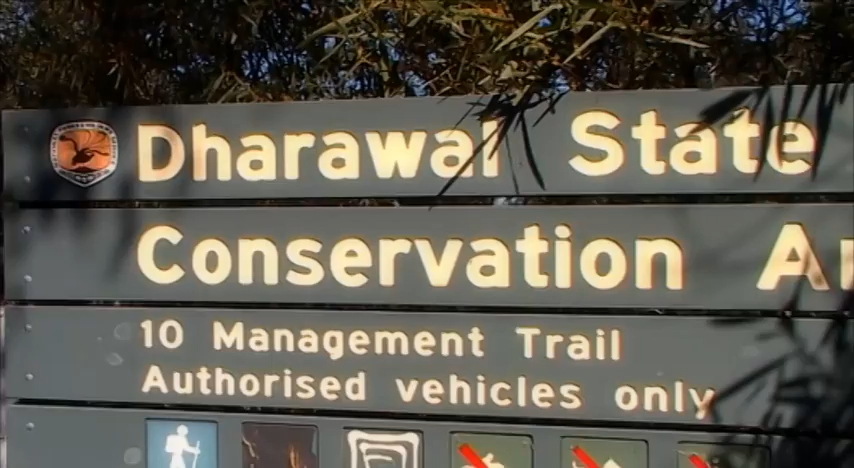 Dharawal State
Conservation A
10 Management Trail
Authorised vehicles only